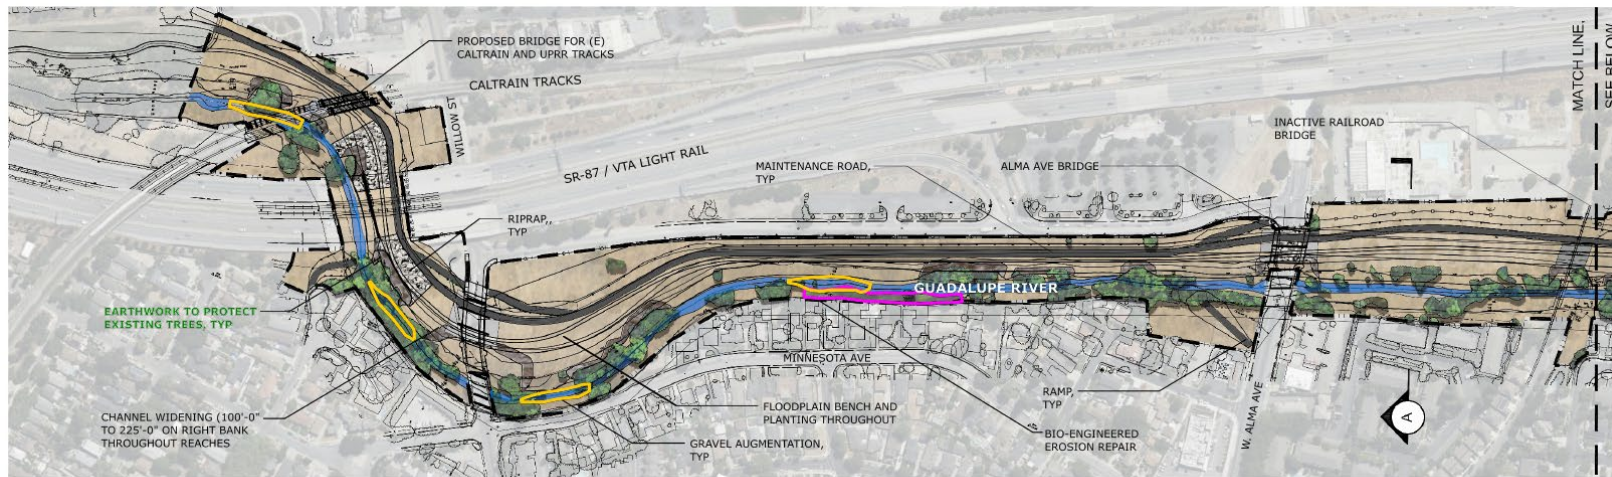 PROPOSED BRIDGE FOR (E)
CALTRAIN AND UPRR TRACKS
CALTRAIN TRACKS
WILLOW ST
SR-87 / VTA LIGHT RAIL
RIPRAP,,
TYP
MAINTENANCE ROAD,
TYP
ALMA AVE BRIDGE
INACTIVE RAILROAD
BRIDGE
MATCH LINE,
SEE BELOW
GUADALUPE RIVER
EARTHWORK TO PROTECT
EXISTING TREES, TYP
MINNESOTA AVE
CHANNEL WIDENING (100'-0"
TO 225'-0" ON RIGHT BANK
THROUGHOUT REACHES
FLOODPLAIN BENCH AND
PLANTING THROUGHOUT
GRAVEL AUGMENTATION,
TYP
RAMP,
TYP
BIO-ENGINEERED
EROSION REPAIR
W. ALMA AVE
A